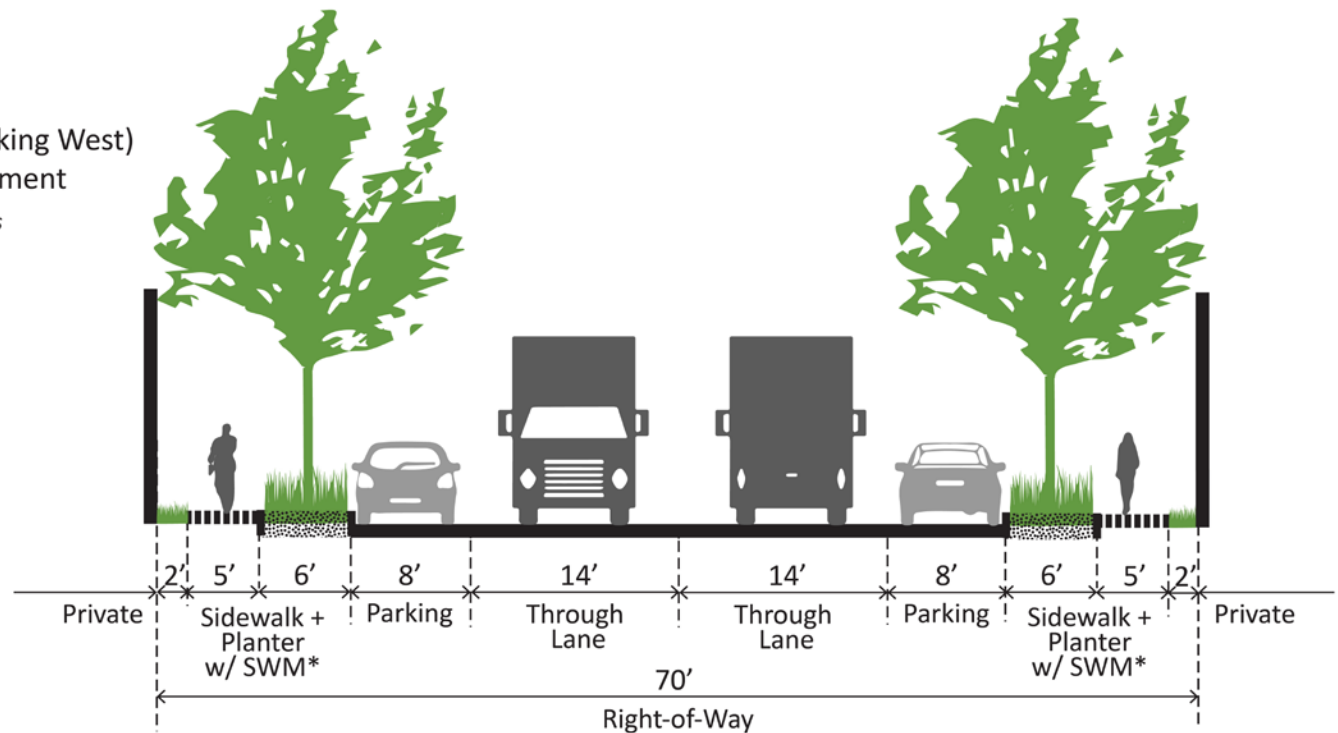 king West)
ment
s
2’ 5’ 6’ 8’ 14’ 14’ 8’ 6’ 5’ 2’
Private Sidewalk + Parking Through Through Parking Sidewalk + Private
Planter Lane Lane Planter
w/ SWM* w/ SWM*
70’
Right-of-Way